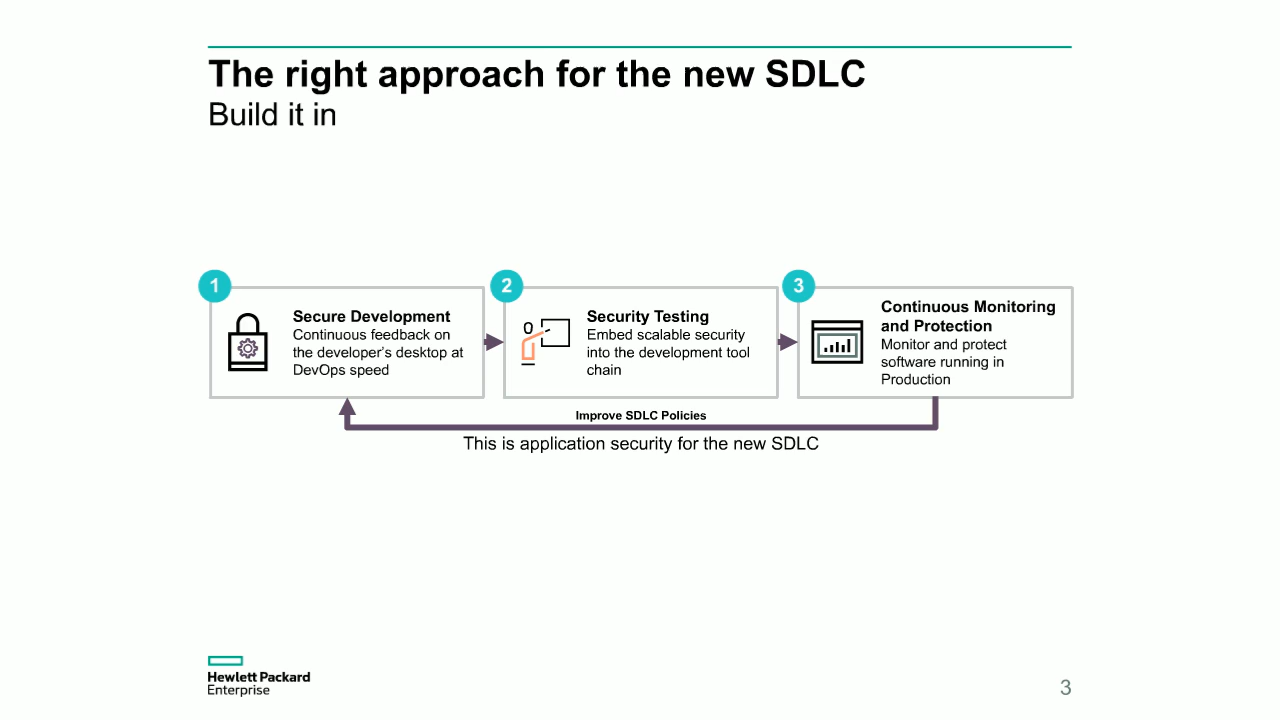 The right approach for the new SDLC
Build it in
1
Secure Development
Continuous feedback on
the developer's desktop at
DevOps speed
2
Security Testing
Embed scalable security
into the development tool
chain
3
Continuous Monitoring
and Protection
Monitor and protect
software running in
Production
Improve SDLC Policies
This is application security for the new SDLC
Hewlett Packard
Enterprise
3